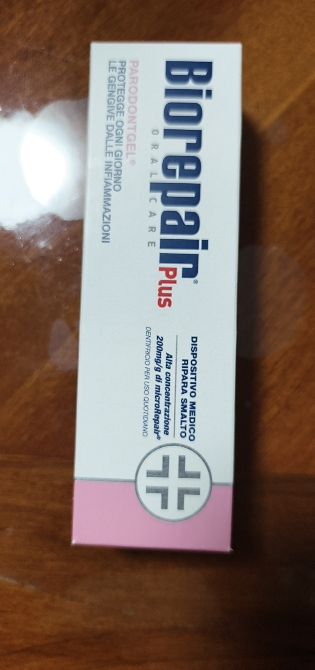 Biorepair® Plus
ORAL CARE
PARODONTGEL®
PROTEGGE OGNI GIORNO
LE GENGIVE DALLE INFIAMMAZIONI
DISPOSITIVO MEDICO
RIPARA SMALTO
Alta concentrazione
200mg/g di microRepair®
DENTIFRICIO PER USO QUOTIDIANO